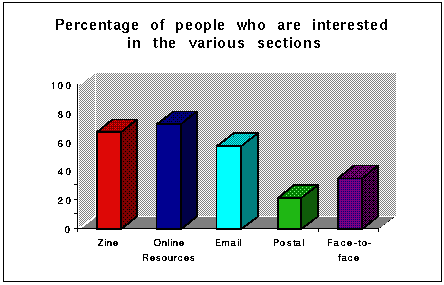 Percentage of people who are interested
in the various sections
100
80
60
40
20
0
Zine
Online
Resources
Email
Postal
Face-to-
face